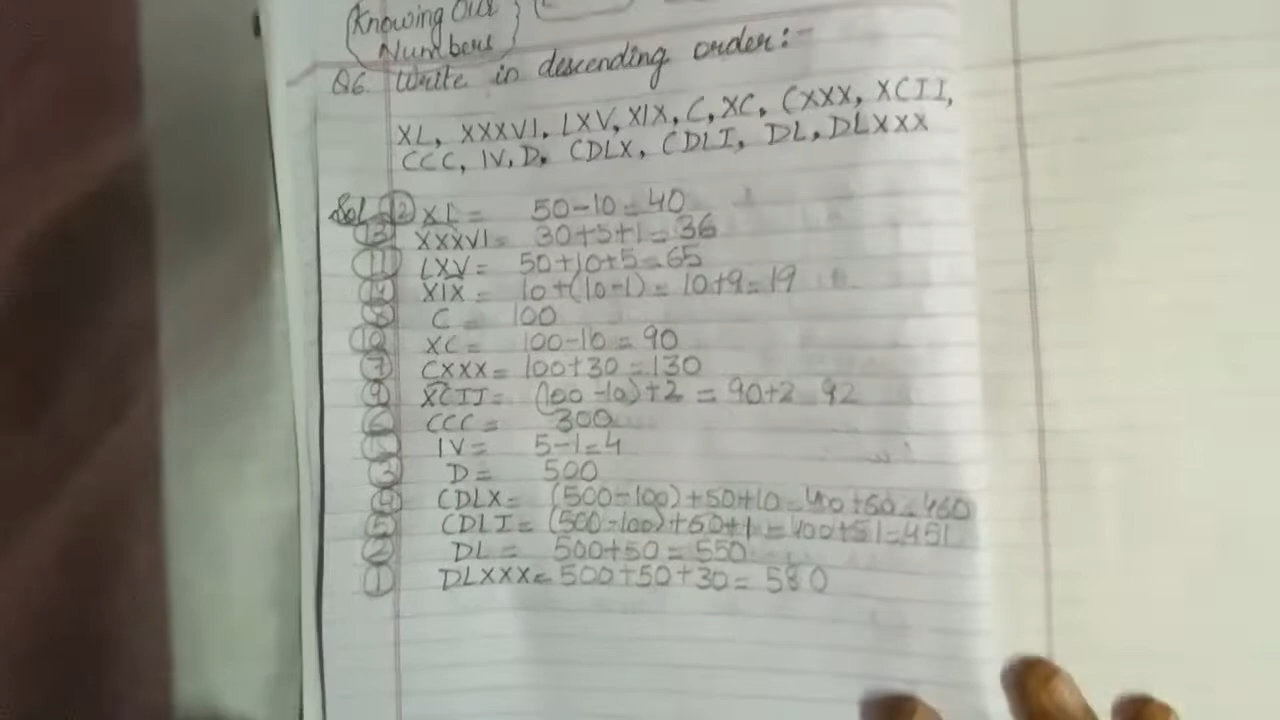 Knowing Our
Numbers
Q6. Write in descending order:-
XL, XXXVI, LXV, XIX, C, XC, CXXX, XCII,
CCC, IV, D, CDLX, CDLI, DL, DLXXX
Sol- 12 XL = 50-10=40
13 XXXVI= 30+5+1=36
11 LXV= 50+10+5=65
14 XIX = 10+(10-1)=10+9=19
8 C = 100
10 XC= 100-10=90
7 CXXX= 100+30=130
9 XCII= (100-10)+2 = 90+2 92
6 CCC= 300
IV= 5-1=4
3 D= 500
4 CDLX= (500-100)+50+10=400+60=460
5 CDLI= (500-100)+50+1=400+51=451
2 DL= 500+50=550
1 DLXXX= 500+50+30=580